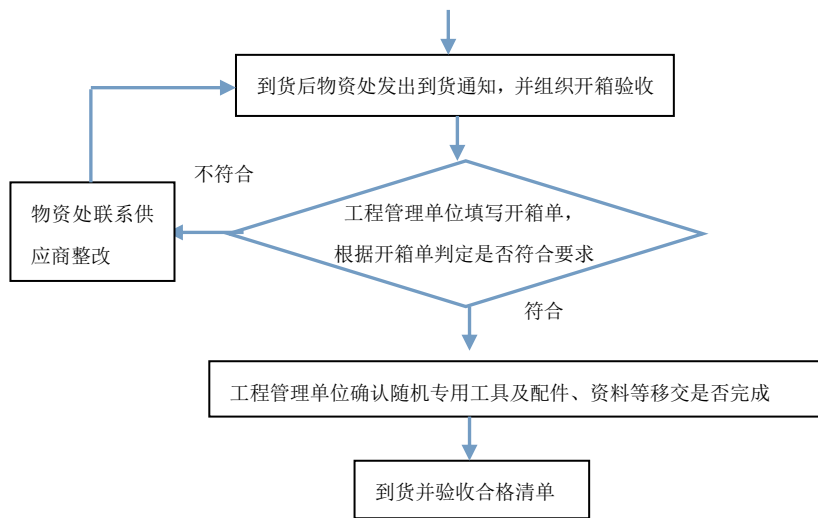 到货后物资处发出到货通知，并组织开箱验收
不符合
物资处联系供
应商整改
工程管理单位填写开箱单，
根据开箱单判定是否符合要求
符合
工程管理单位确认随机专用工具及配件、资料等移交是否完成
到货并验收合格清单